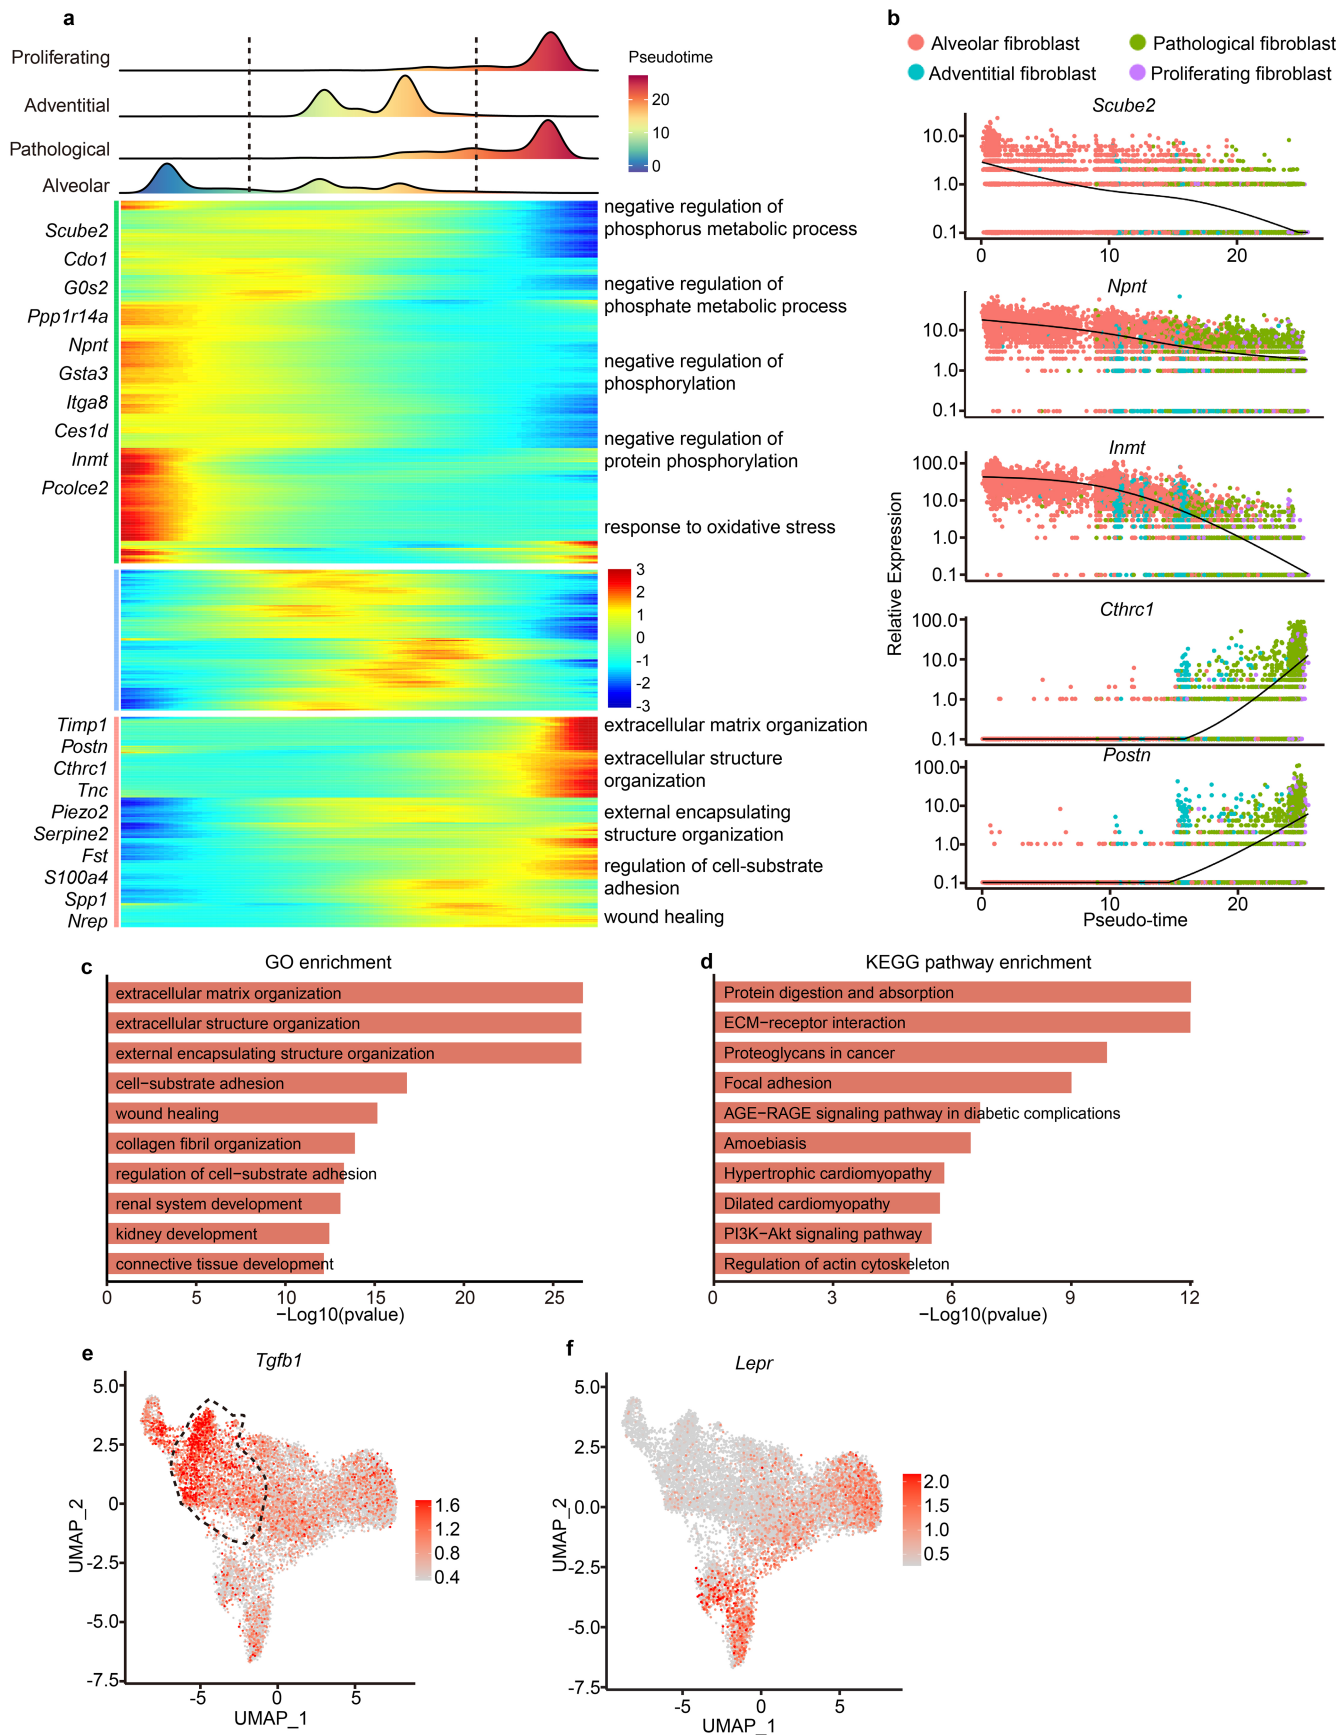 a
Proliferating
Adventitial
Pathological
Alveolar
Pseudotime
20
10
0
Scube2
Cdo1
G0s2
Ppp1r14a
Npnt
Gsta3
Itga8
Ces1d
Inmt
Pcolce2
negative regulation of
phosphorus metabolic process
negative regulation of
phosphate metabolic process
negative regulation of
phosphorylation
negative regulation of
protein phosphorylation
response to oxidative stress
3
2
1
0
-1
-2
-3
Timp1
Postn
Cthrc1
Tnc
Piezo2
Serpine2
Fst
S100a4
Spp1
Nrep
extracellular matrix organization
extracellular structure
organization
external encapsulating
structure organization
regulation of cell-substrate
adhesion
wound healing
b
Alveolar fibroblast
Pathological fibroblast
Adventitial fibroblast
Proliferating fibroblast
Scube2
10.0
1.0
0.1
0 10 20
Npnt
10.0
1.0
0.1
Inmt
100.0
10.0
1.0
0.1
Relative Expression
Cthrc1
100.0
10.0
1.0
0.1
Postn
100.0
10.0
1.0
0.1
0 10 20
Pseudo-time
c
GO enrichment
extracellular matrix organization
extracellular structure organization
external encapsulating structure organization
cell−substrate adhesion
wound healing
collagen fibril organization
regulation of cell−substrate adhesion
renal system development
kidney development
connective tissue development
0 5 10 15 20 25
−Log10(pvalue)
d
KEGG pathway enrichment
Protein digestion and absorption
ECM−receptor interaction
Proteoglycans in cancer
Focal adhesion
AGE−RAGE signaling pathway in diabetic complications
Amoebiasis
Hypertrophic cardiomyopathy
Dilated cardiomyopathy
PI3K−Akt signaling pathway
Regulation of actin cytoskeleton
0 3 6 9 12
−Log10(pvalue)
e
Tgfb1
5.0
2.5
0
-2.5
-5.0
-7.5
UMAP_2
-5 0 5
UMAP_1
1.6
1.2
0.8
0.4
f
Lepr
5.0
2.5
0.0
-2.5
-5.0
-7.5
UMAP_2
-5 0 5
UMAP_1
2.0
1.5
1.0
0.5